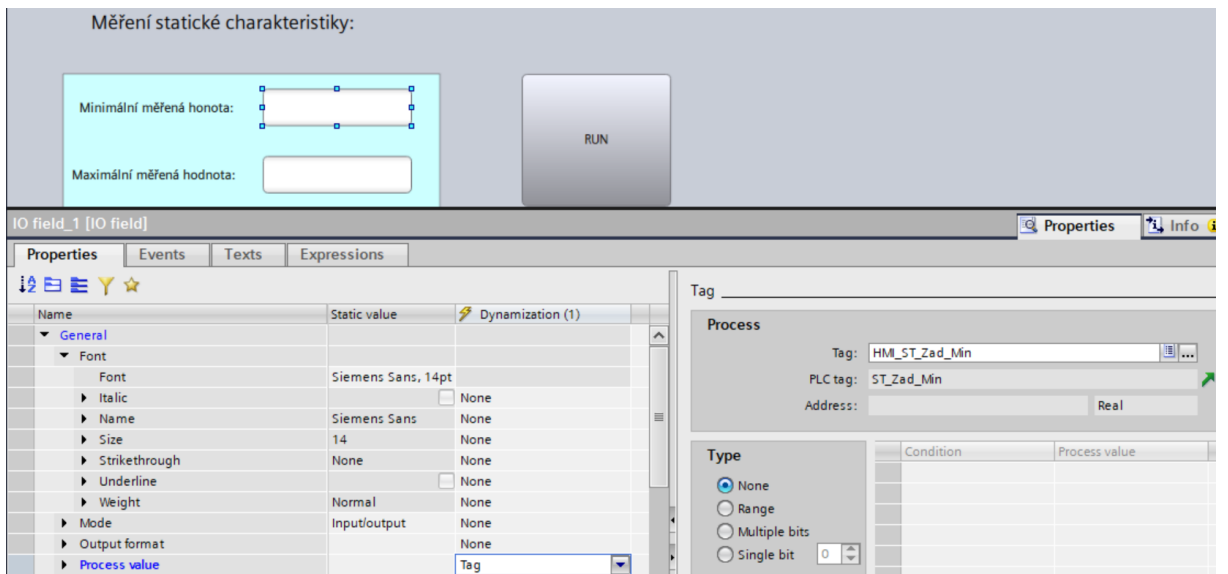 Měření statické charakteristiky:
Minimální měřená honota:
RUN
Maximální měřená hodnota:
IO field_1 [IO field]
Properties Info
Properties Events Texts Expressions
Name Static value Dynamization (1)
General
Font
Font Siemens Sans, 14pt
Italic None
Name Siemens Sans None
Size 14 None
Strikethrough None None
Underline None
Weight Normal None
Mode Input/output None
Output format None
Process value Tag
Tag
Process
Tag: HMI_ST_Zad_Min
PLC tag: ST_Zad_Min
Address: Real
Type
None
Range
Multiple bits
Single bit 0
Condition Process value